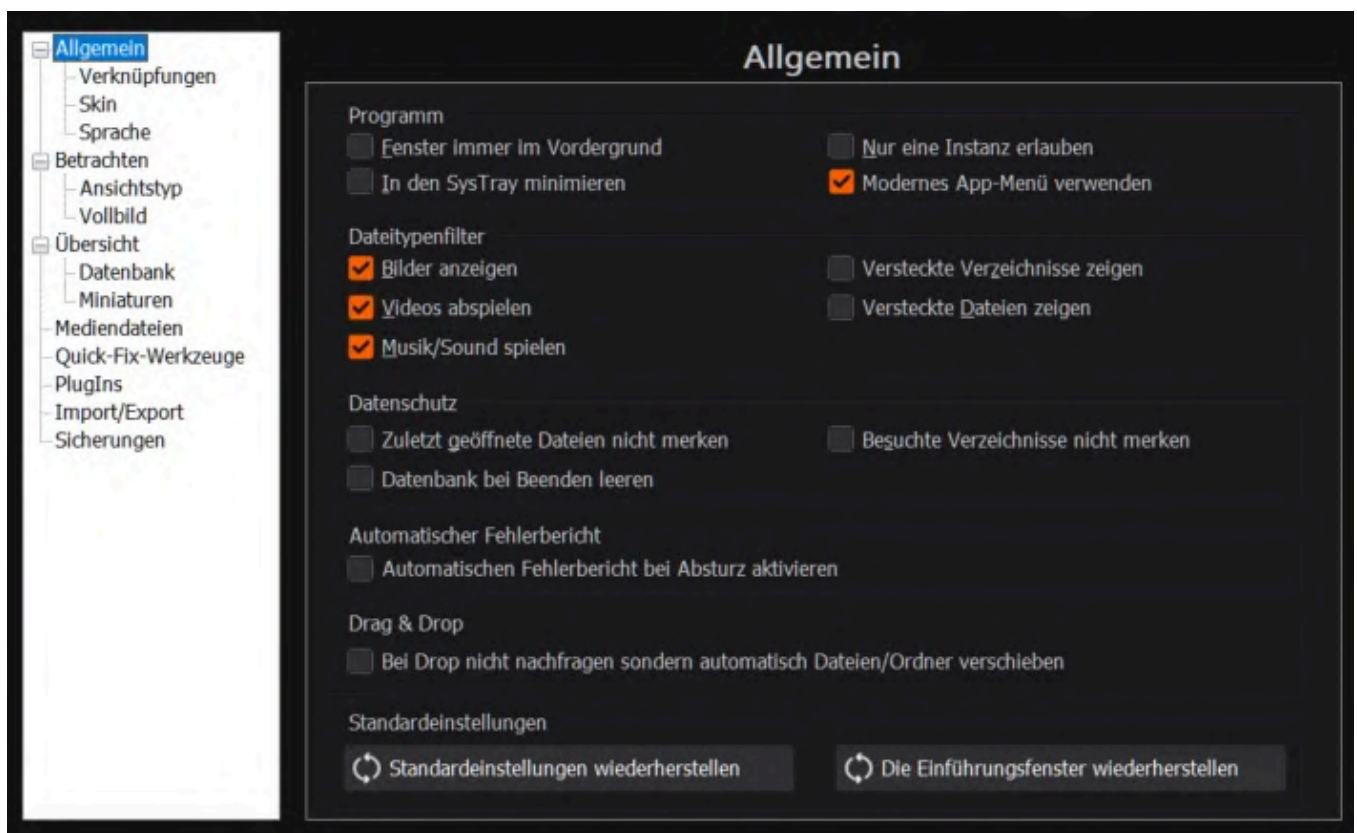 Allgemein
Verknüpfungen
Skin
Sprache
Betrachten
Ansichtstyp
Vollbild
Übersicht
Datenbank
Miniaturen
Mediendateien
Quick-Fix-Werkzeuge
PlugIns
Import/Export
Sicherungen
Allgemein
Programm
Fenster immer im Vordergrund
Nur eine Instanz erlauben
In den SysTray minimieren
Modernes App-Menü verwenden
Dateitypenfilter
Bilder anzeigen
Versteckte Verzeichnisse zeigen
Videos abspielen
Versteckte Dateien zeigen
Musik/Sound spielen
Datenschutz
Zuletzt geöffnete Dateien nicht merken
Besuchte Verzeichnisse nicht merken
Datenbank bei Beenden leeren
Automatischer Fehlerbericht
Automatischen Fehlerbericht bei Absturz aktivieren
Drag & Drop
Bei Drop nicht nachfragen sondern automatisch Dateien/Ordner verschieben
Standardeinstellungen
Standardeinstellungen wiederherstellen
Die Einführungsfenster wiederherstellen